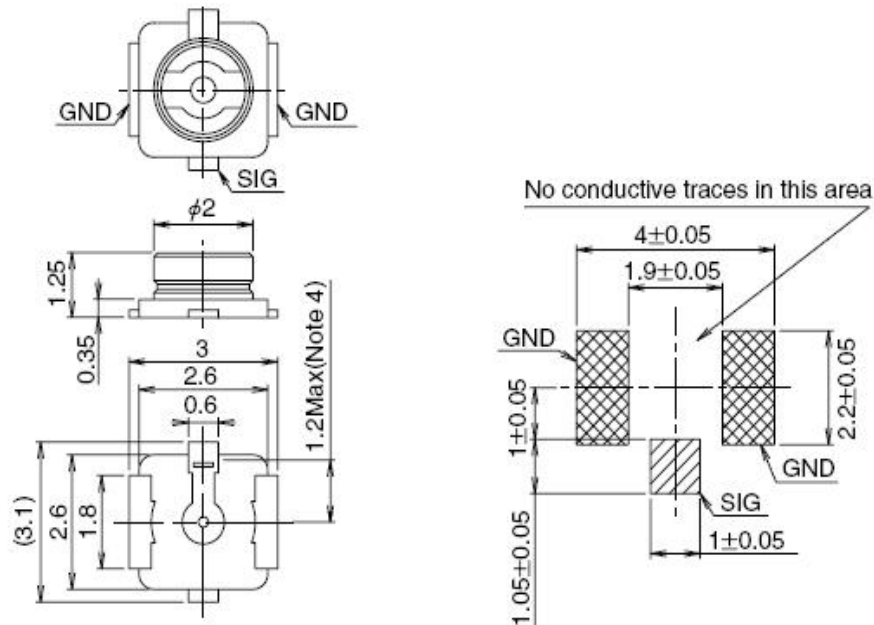 GND
GND
SIG
ϕ2
1.25
0.35
3
2.6
0.6
1.2Max(Note 4)
(3.1)
2.6
1.8
No conductive traces in this area
4±0.05
1.9±0.05
GND
1±0.05
2.2±0.05
GND
SIG
1±0.05
1.05±0.05